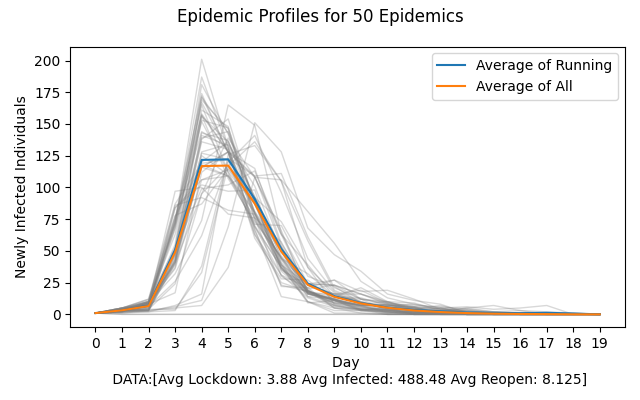 Epidemic Profiles for 50 Epidemics
Newly Infected Individuals
200
175
150
125
100
75
50
25
0
Average of Running
Average of All
0 1 2 3 4 5 6 7 8 9 10 11 12 13 14 15 16 17 18 19
Day
DATA:[Avg Lockdown: 3.88 Avg Infected: 488.48 Avg Reopen: 8.125]